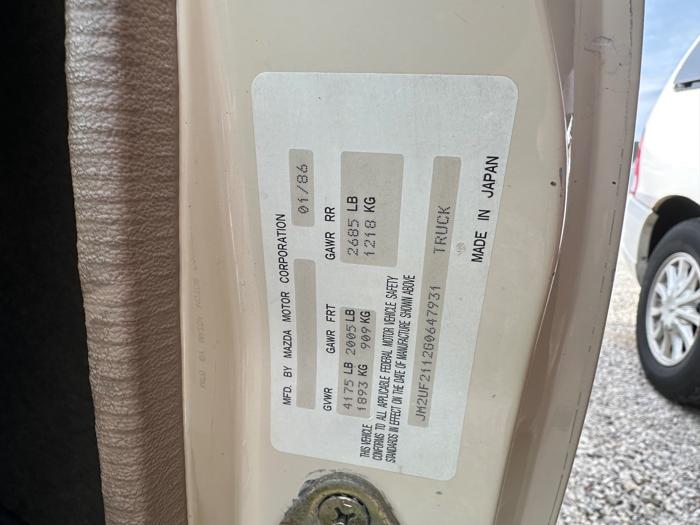 MFD. BY MAZDA MOTOR CORPORATION 01/86
GVWR GAWR FRT GAWR RR
4175 LB 2005 LB 2685 LB
1893 KG 909 KG 1218 KG
THIS VEHICLE
CONFORMS TO ALL APPLICABLE FEDERAL MOTOR VEHICLE SAFETY
STANDARDS IN EFFECT ON THE DATE OF MANUFACTURE SHOWN ABOVE
JM2UF2112G0647931 TRUCK
MADE IN JAPAN